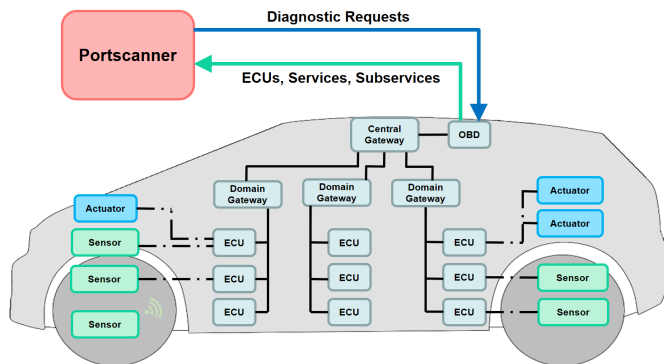 Diagnostic Requests
Portscanner
ECUs, Services, Subservices
Central
Gateway
OBD
Domain
Gateway
Domain
Gateway
Domain
Gateway
Actuator
Actuator
Actuator
Sensor
ECU
ECU
ECU
Sensor
ECU
ECU
ECU
Sensor
Sensor
ECU
ECU
ECU
Sensor